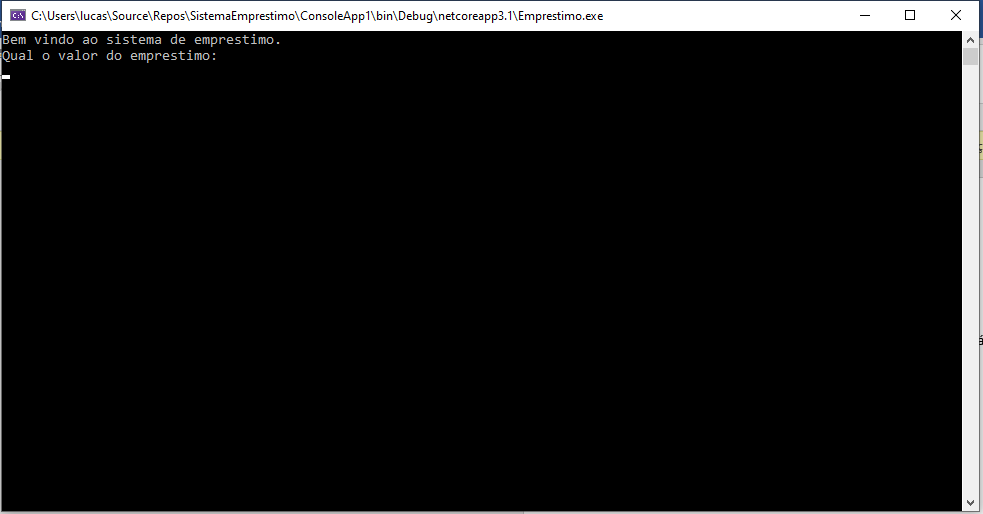 C:\Users\lucas\Source\Repos\SistemaEmprestimo\ConsoleApp1\bin\Debug\netcoreapp3.1\Emprestimo.exe
Bem vindo ao sistema de emprestimo.
Qual o valor do emprestimo: